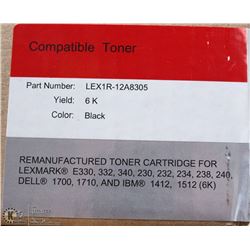 Compatible Toner
Part Number: LEX1R-12A8305
Yield: 6 K
Color: Black
REMANUFACTURED TONER CARTRIDGE FOR
LEXMARK® E330, 332, 340, 230, 232, 234, 238, 240,
DELL® 1700, 1710, AND IBM® 1412, 1512 (6K)